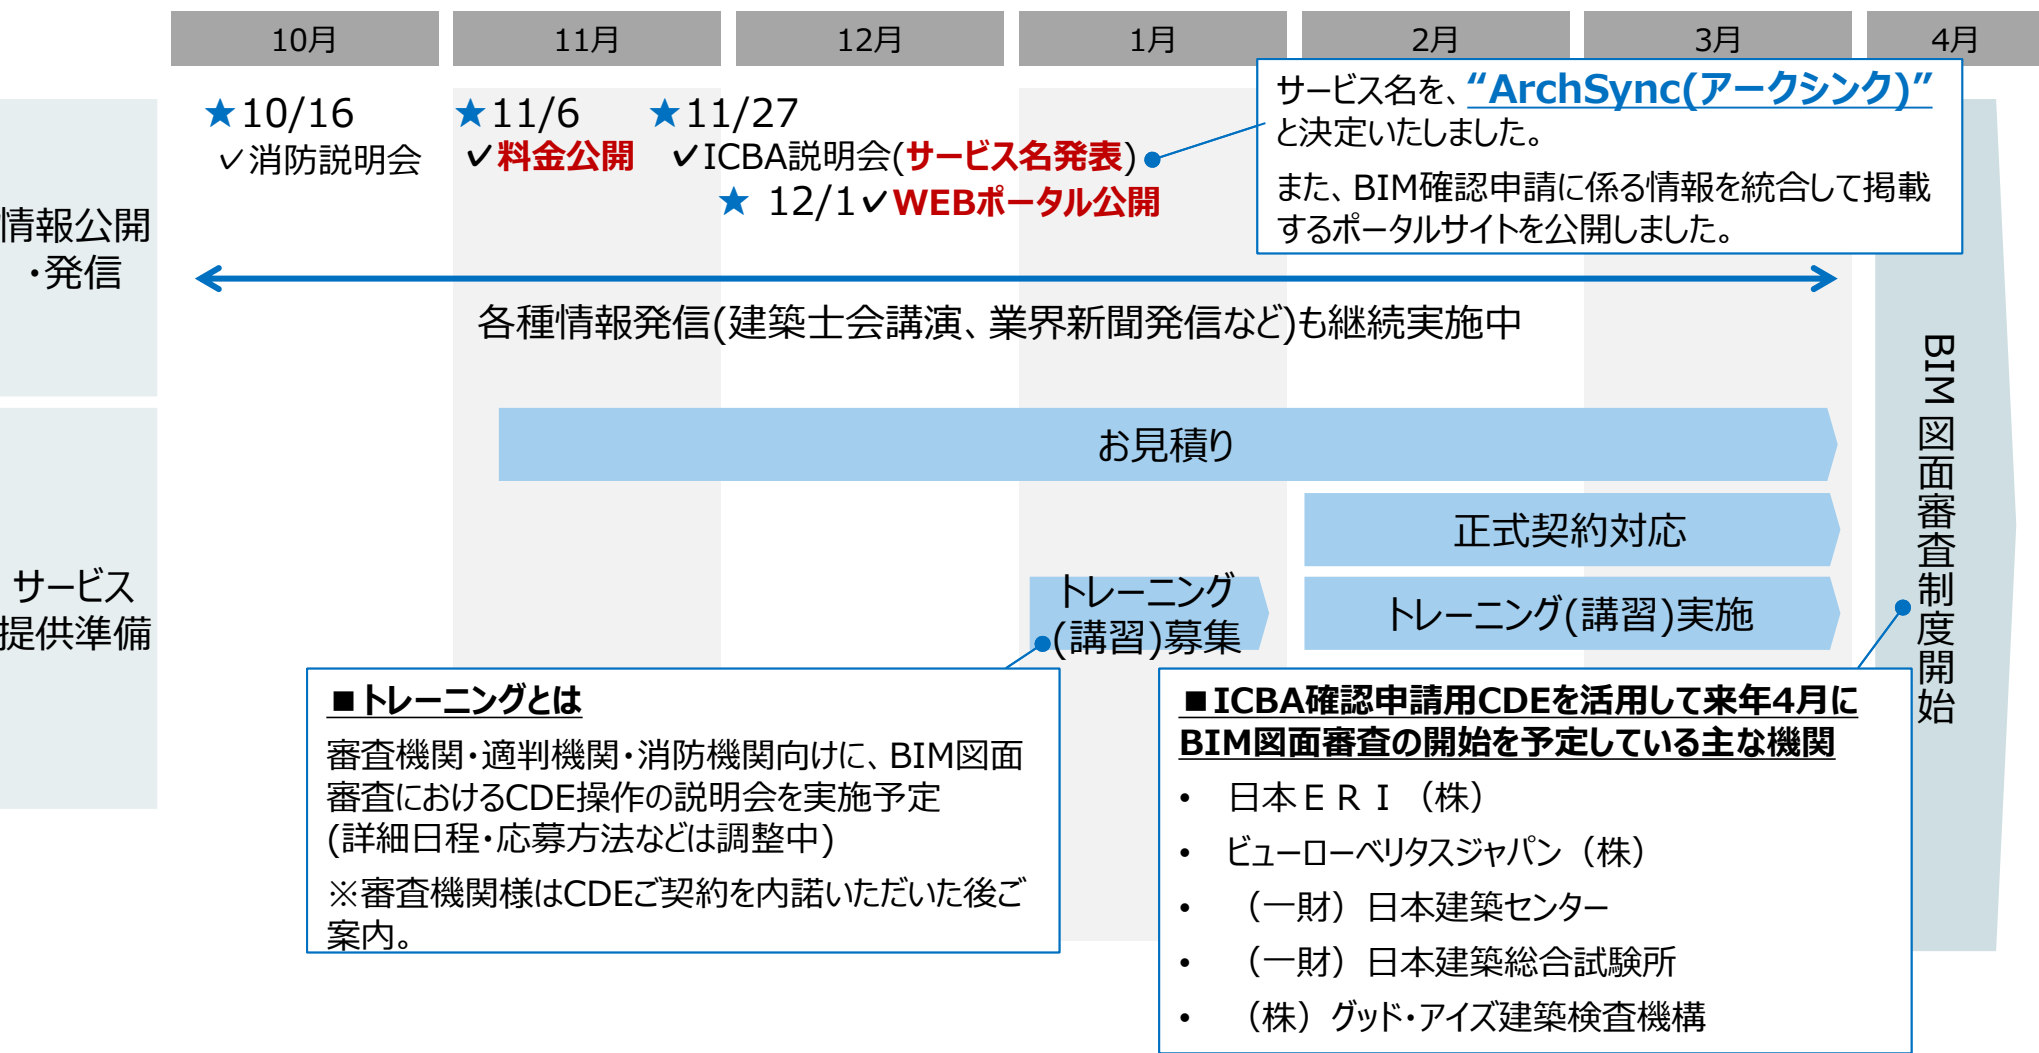 10月 11月 12月 1月 2月 3月 4月
情報公開
・発信
★10/16
✓消防説明会
★11/6
✓料金公開
★11/27
✓ICBA説明会(サービス名発表)
★ 12/1✓WEBポータル公開
サービス名を、“ArchSync(アークシンク)”
と決定いたしました。
また、BIM確認申請に係る情報を統合して掲載
するポータルサイトを公開しました。
各種情報発信(建築士会講演、業界新聞発信など)も継続実施中
サービス
提供準備
お見積り
正式契約対応
トレーニング
(講習)募集
トレーニング(講習)実施
BIM図面審査制度開始
■トレーニングとは
審査機関・適判機関・消防機関向けに、BIM図面
審査におけるCDE操作の説明会を実施予定
(詳細日程・応募方法などは調整中)
※審査機関様はCDEご契約を内諾いただいた後ご
案内。
■ICBA確認申請用CDEを活用して来年4月に
BIM図面審査の開始を予定している主な機関
• 日本ＥＲＩ（株）
• ビューローベリタスジャパン（株）
• （一財）日本建築センター
• （一財）日本建築総合試験所
• （株）グッド・アイズ建築検査機構